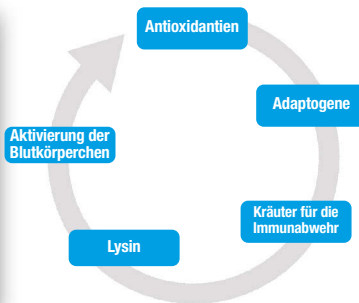 Antioxidantien
Adaptogene
Kräuter für die
Immunabwehr
Lysin
Aktivierung der
Blutkörperchen